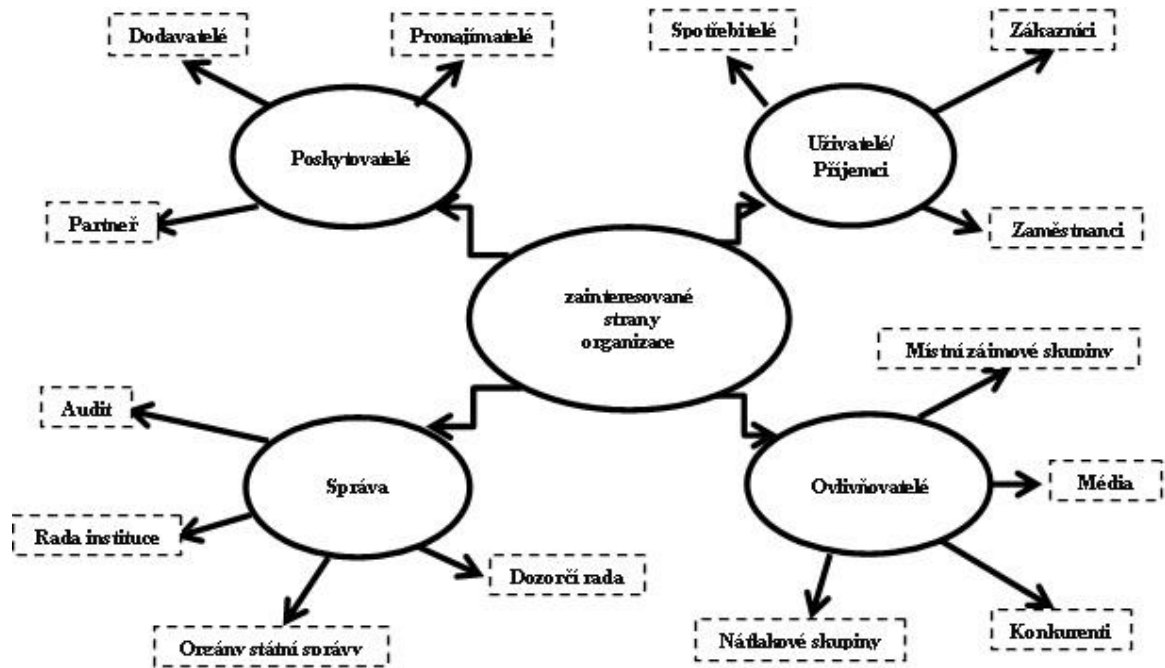 Dodavatelé
Pronajímatelé
Poskytovatelé
Partneř
Spotřebitelé
Zákazníci
Uživatelé/
Příjemci
Zaměstnanci
zainteresované
strany
organizace
Audit
Správa
Rada instituce
Dozorčí rada
Orgány státní správy
Místní zájmové skupiny
Ovlivňovatelé
Média
Nátlakové skupiny
Konkurenti